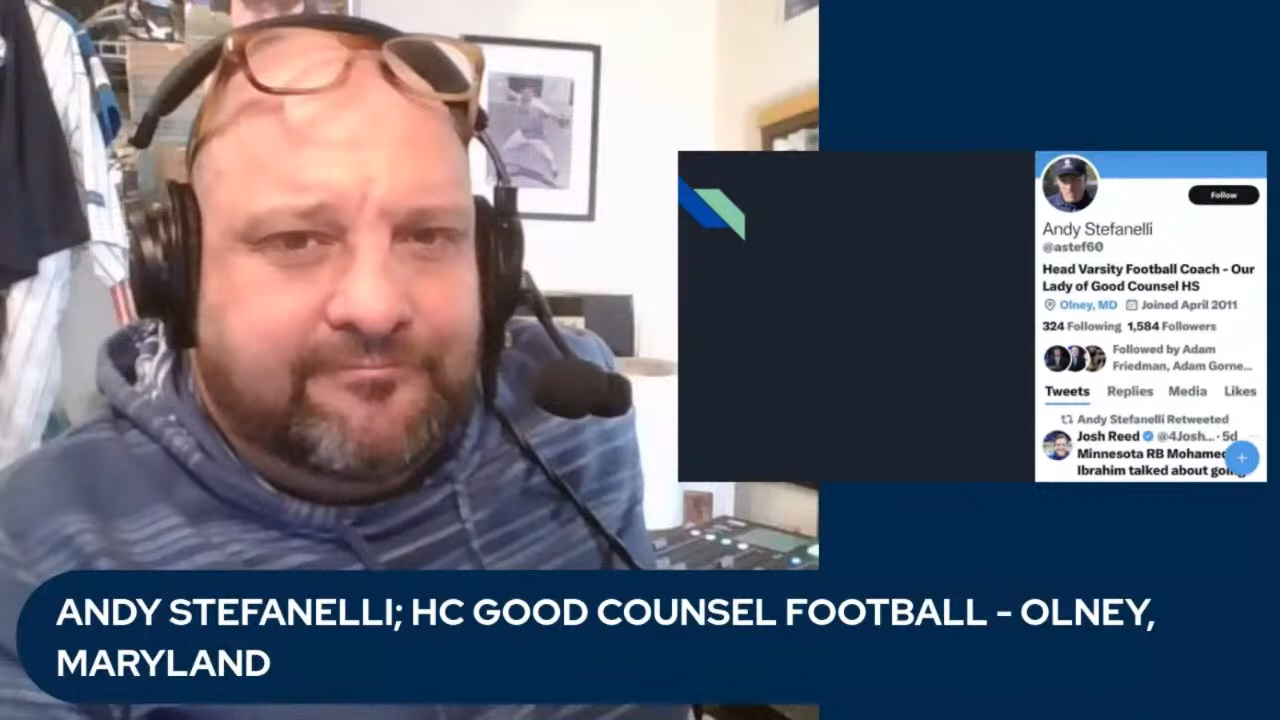 Follow
Andy Stefanelli
@astef60
Head Varsity Football Coach - Our
Lady of Good Counsel HS
Olney, MD Joined April 2011
324 Following 1,584 Followers
Followed by Adam
Friedman, Adam Gorne...
Tweets Replies Media Likes
Andy Stefanelli Retweeted
Josh Reed @4Josh... · 5d
Minnesota RB Mohamed
Ibrahim talked about going
ANDY STEFANELLI; HC GOOD COUNSEL FOOTBALL - OLNEY,
MARYLAND